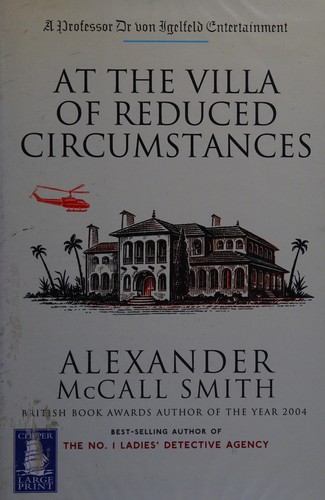 A Professor Dr von Igelfeld Entertainment
AT THE VILLA
OF REDUCED
CIRCUMSTANCES
ALEXANDER
McCALL SMITH
BRITISH BOOK AWARDS AUTHOR OF THE YEAR 2004
BEST-SELLING AUTHOR OF
THE NO. 1 LADIES' DETECTIVE AGENCY
CLIPPER
LARGE
PRINT